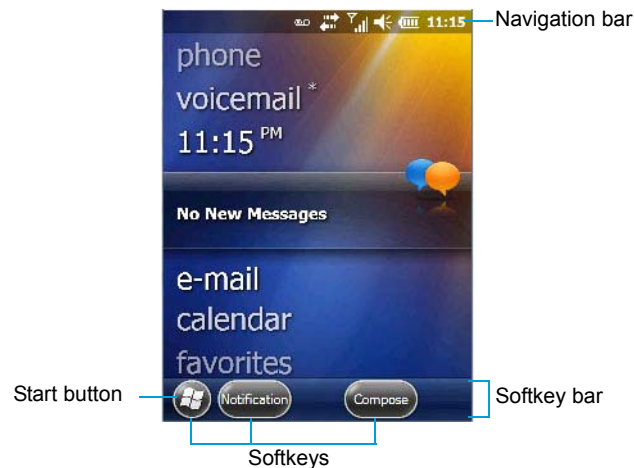 11:15 Navigation bar
phone
voicemail *
11:15 PM
No New Messages
e-mail
calendar
favorites
Start button Notification Compose Softkey bar
Softkeys